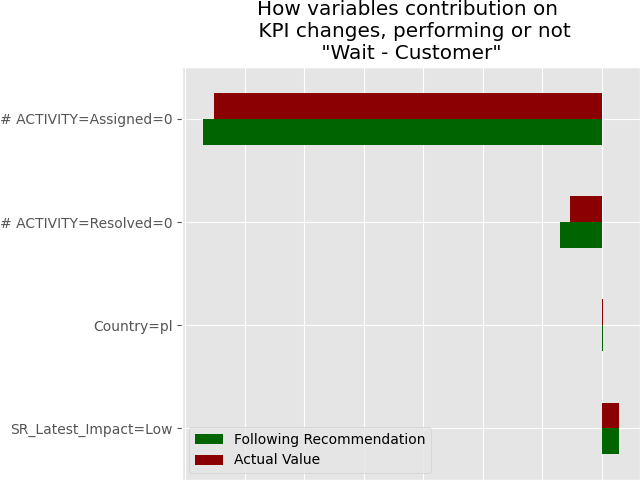 How variables contribution on
KPI changes, performing or not
"Wait - Customer"
# ACTIVITY=Assigned=0
# ACTIVITY=Resolved=0
Country=pl
SR_Latest_Impact=Low
Following Recommendation
Actual Value